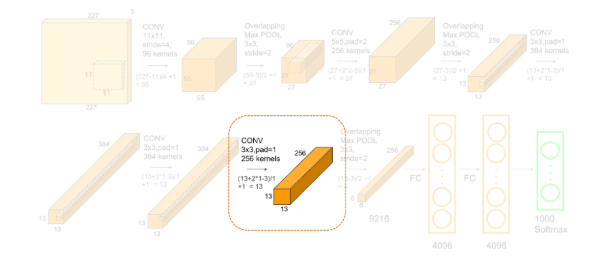 227
3
11
11
227
CONV
11x11,
stride=4,
96 kernels
(227-11)/4 +1
= 55
96
55
55
Overlapping
Max POOL
3x3,
stride=2
(55-3)/2 +1
= 27
96
27
27
CONV
5x5,pad=2
256 kernels
(27+2*2-5)/1
+1 = 27
256
27
27
Overlapping
Max POOL
3x3,
stride=2
(27-3)/2 +1
= 13
256
13
13
CONV
3x3,pad=1
384 kernels
(13+2*1-3)/1
+1 = 13
384
13
13
CONV
3x3,pad=1
384 kernels
(13+2*1-3)/1
+1 = 13
384
13
13
CONV
3x3,pad=1
256 kernels
(13+2*1-3)/1
+1 = 13
256
13
13
Overlapping
Max POOL
3x3,
stride=2
256
6
6
9216
FC
4096
FC
4096
1000
Softmax